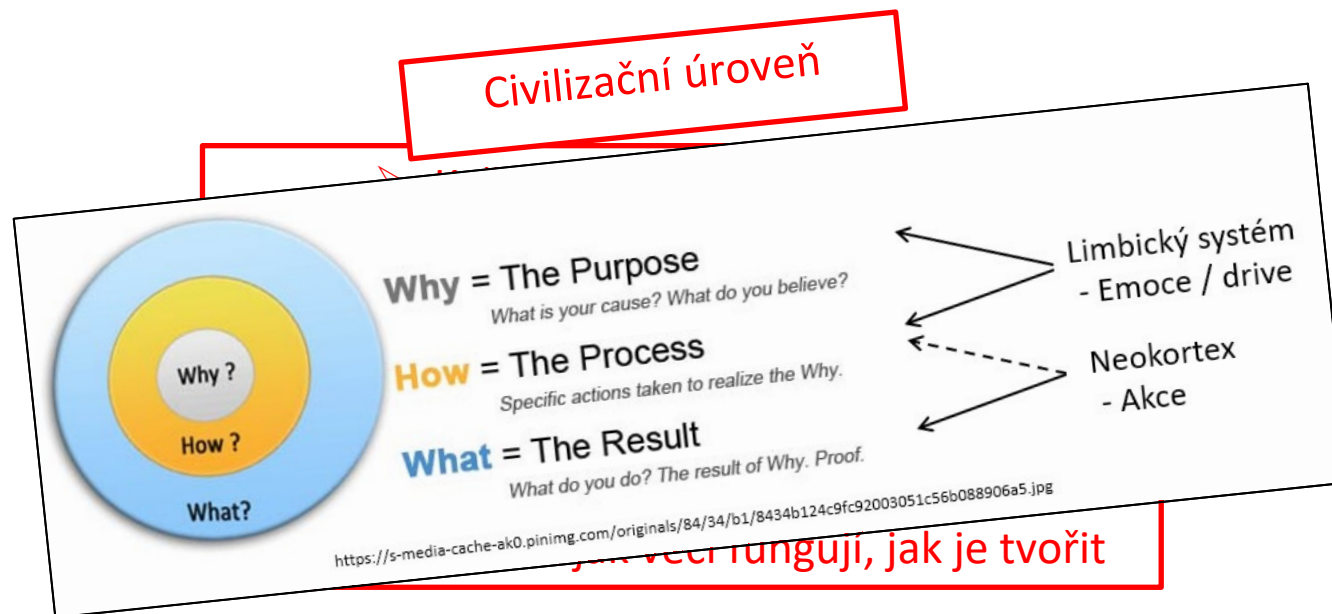 Civilizační úroveň
Why ?
How ?
What?
Why = The Purpose
What is your cause? What do you believe?
How = The Process
Specific actions taken to realize the Why.
What = The Result
What do you do? The result of Why. Proof.
Limbický systém
- Emoce / drive
Neokortex
- Akce
https://s-media-cache-ak0.pinimg.com/originals/84/34/b1/8434b124c9fc92003051c56b088906a5.jpg
jak věci fungují, jak je tvořit